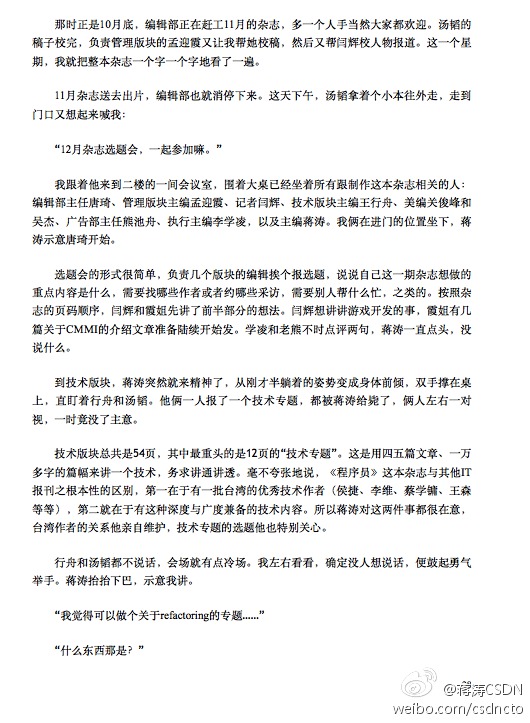 那时正是10月底，编辑部正在赶工11月的杂志，多一个人手当然大家都欢迎。汤韬的
稿子校完，负责管理版块的孟迎霞又让我帮她校稿，然后又帮闫辉校人物报道。这一个星
期，我就把整本杂志一个字一个字地看了一遍。
11月杂志送去出片，编辑部也就消停下来。这天下午，汤韬拿着个小本往外走，走到
门口又想起来喊我：
“12月杂志选题会，一起参加嘛。”
我跟着他来到二楼的一间会议室，围着大桌已经坐着所有跟制作这本杂志相关的人：
编辑部主任唐琦、管理版块主编孟迎霞、记者闫辉、技术版块主编王行舟、美编关俊峰和
吴杰、广告部主任熊池舟、执行主编李学凌，以及主编蒋涛。我俩在进门的位置坐下，蒋
涛示意唐琦开始。
选题会的形式很简单，负责几个版块的编辑挨个报选题，说说自己这一期杂志想做的
重点内容是什么，需要找哪些作者或者约哪些采访，需要别人帮什么忙，之类的。按照杂
志的页码顺序，闫辉和霞姐先讲了前半部分的想法。闫辉想讲讲游戏开发的事，霞姐有几
篇关于CMMI的介绍文章准备陆续开始发。学凌和老熊不时点评两句，蒋涛一直点头，没
说什么。
到技术版块，蒋涛突然就来精神了，从刚才半躺着的姿势变成身体前倾，双手撑在桌
上，直盯着行舟和汤韬。他俩一人报了一个技术专题，都被蒋涛给毙了，俩人左右一对
视，一时竟没了主意。
技术版块总共是54页，其中最重头的是12页的“技术专题”。这是用四五篇文章、一万
多字的篇幅来讲一个技术，务求讲通讲透。毫不夸张地说，《程序员》这本杂志与其他IT
报刊之根本性的区别，第一在于有一批台湾的优秀技术作者（侯捷、李维、蔡学镛、王森
等等），第二就在于有这种深度与广度兼备的技术内容。所以蒋涛对这两件事都很在意，
台湾作者的关系他亲自维护，技术专题的选题他也特别关心。
行舟和汤韬都不说话，会场就有点冷场。我左右看看，确定没人想说话，便鼓起勇气
举手。蒋涛抬抬下巴，示意我讲。
“我觉得可以做个关于refactoring的专题……”
“什么东西那是？”
@蒋涛CSDN
weibo.com/csdncto